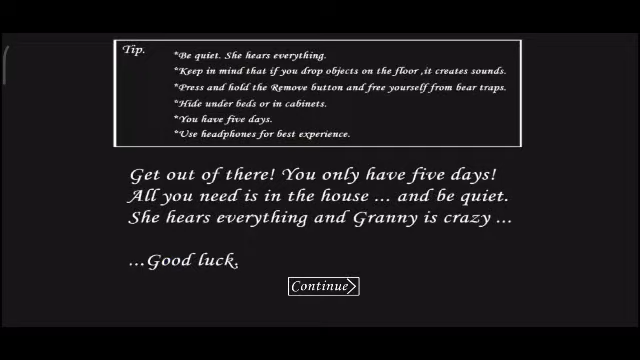 Tip.
*Be quiet. She hears everything.
*Keep in mind that if you drop objects on the floor ,it creates sounds.
*Press and hold the Remove button and free yourself from bear traps.
*Hide under beds or in cabinets.
*You have five days.
*Use headphones for best experience.
Get out of there! You only have five days!
All you need is in the house ... and be quiet.
She hears everything and Granny is crazy ...
...Good luck.
Continue